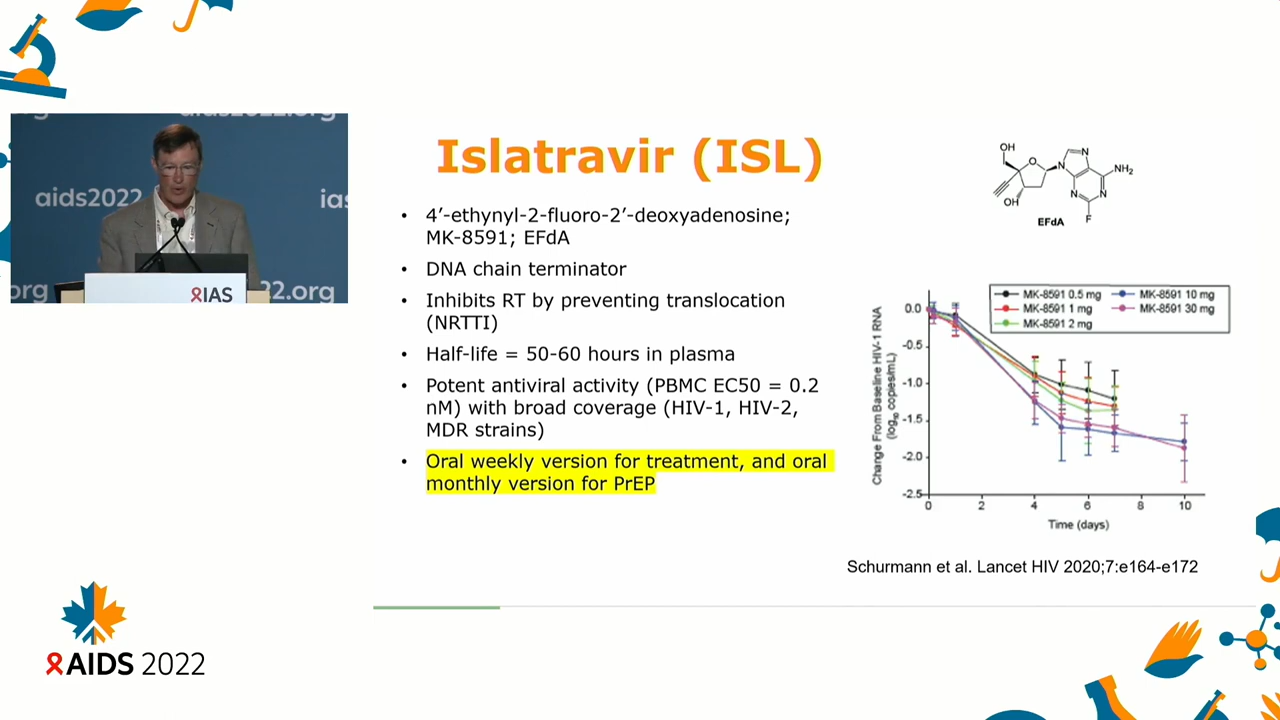 aids2022.org
aids2022
ias
org
IAS
22.org
Islatravir (ISL)
• 4′-ethynyl-2-fluoro-2′-deoxyadenosine;
MK-8591; EFdA
• DNA chain terminator
• Inhibits RT by preventing translocation
(NRTTI)
• Half-life = 50-60 hours in plasma
• Potent antiviral activity (PBMC EC50 = 0.2
nM) with broad coverage (HIV-1, HIV-2,
MDR strains)
• Oral weekly version for treatment, and oral
monthly version for PrEP
OH
O
N
N
N
N
NH₂
OH
F
EFdA
MK-8591 0.5 mg
MK-8591 10 mg
MK-8591 1 mg
MK-8591 30 mg
MK-8591 2 mg
Change From Baseline HIV-1 RNA
(log₁₀ copies/mL)
0.0
-0.5
-1.0
-1.5
-2.0
-2.5
0 2 4 6 8 10
Time (days)
Schurmann et al. Lancet HIV 2020;7:e164-e172
AIDS 2022